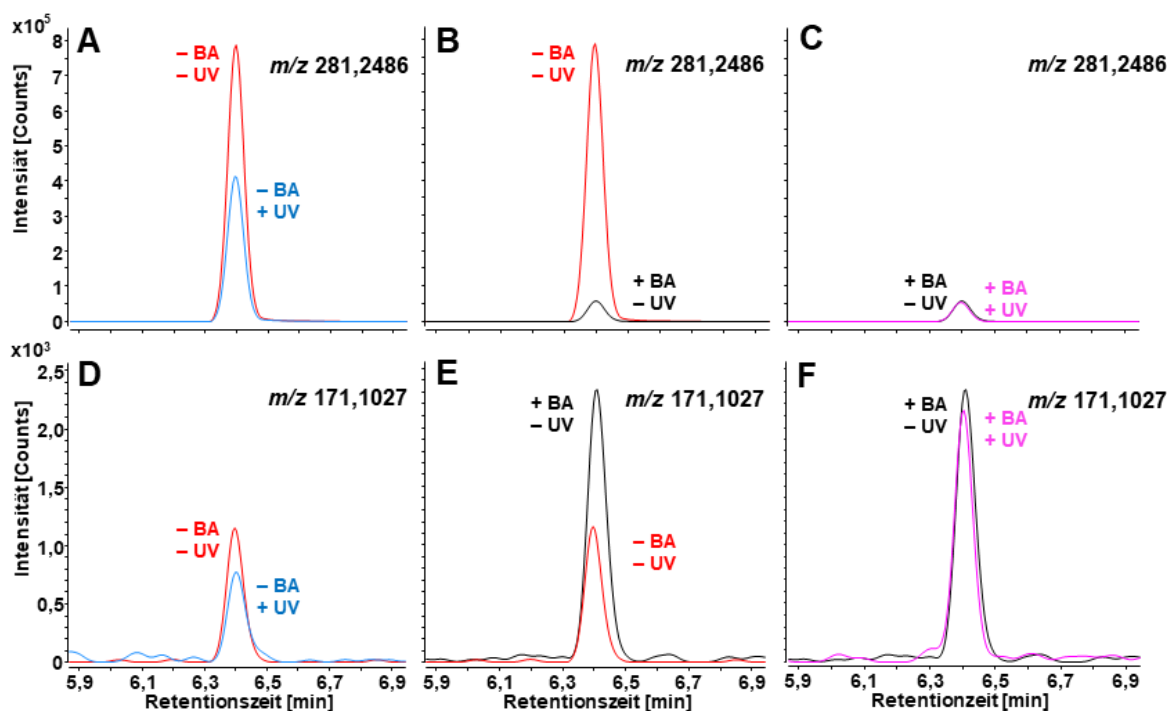 x10⁵
A
– BA
– UV
m/z 281,2486
– BA
+ UV
8
7
6
5
4
3
2
1
0
Intensiät [Counts]
B
– BA
– UV
m/z 281,2486
+ BA
– UV
C
m/z 281,2486
+ BA
– UV
+ BA
+ UV
x10³
D
m/z 171,1027
– BA
– UV
– BA
+ UV
2,5
2,0
1,5
1,0
0,5
0
Intensität [Counts]
5,9 6,1 6,3 6,5 6,7 6,9
Retentionszeit [min]
E
+ BA
– UV
m/z 171,1027
– BA
– UV
5,9 6,1 6,3 6,5 6,7 6,9
Retentionszeit [min]
F
+ BA
– UV
m/z 171,1027
+ BA
+ UV
5,9 6,1 6,3 6,5 6,7 6,9
Retentionszeit [min]